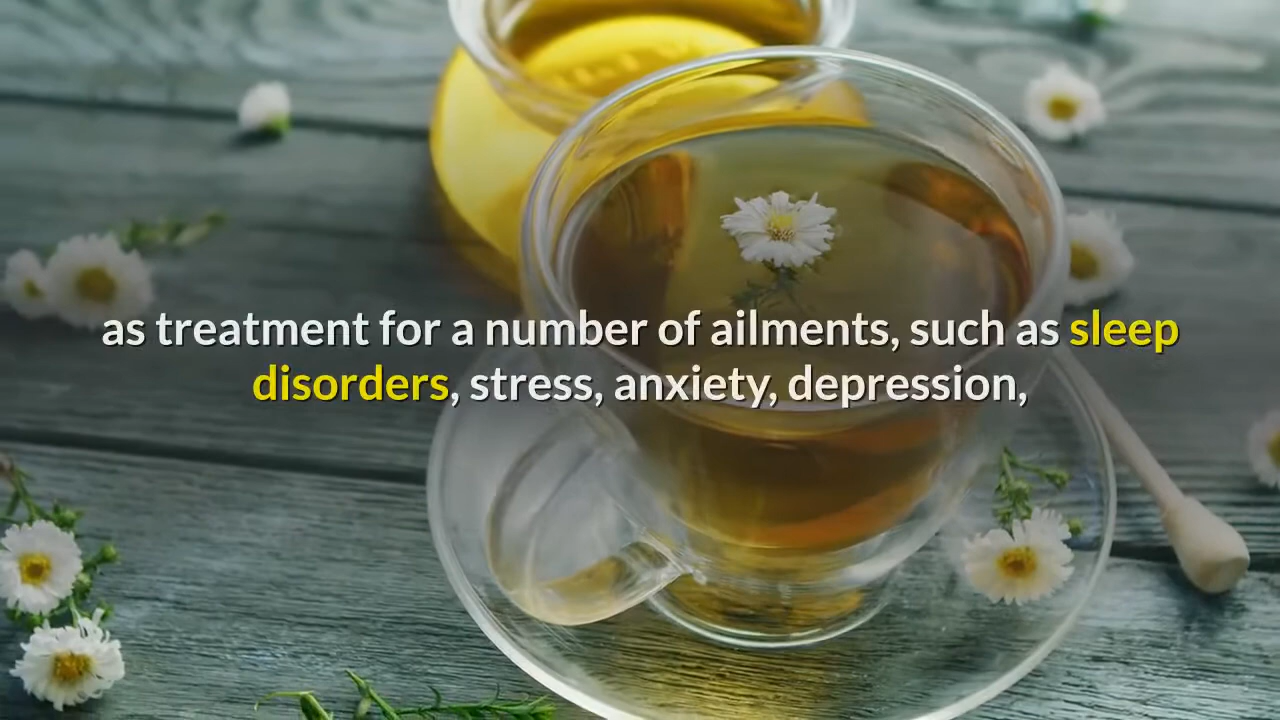 as treatment for a number of ailments, such as sleep
disorders, stress, anxiety, depression,